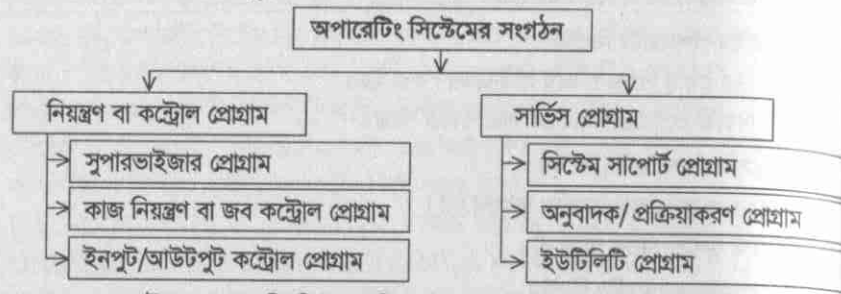 অপারেটিং সিস্টেমের সংগঠন
নিয়ন্ত্রণ বা কন্ট্রোল প্রোগ্রাম
সার্ভিস প্রোগ্রাম
সুপারভাইজার প্রোগ্রাম
সিস্টেম সাপোর্ট প্রোগ্রাম
কাজ নিয়ন্ত্রণ বা জব কন্ট্রোল প্রোগ্রাম
অনুবাদক/ প্রক্রিয়াকরণ প্রোগ্রাম
ইনপুট/আউটপুট কন্ট্রোল প্রোগ্রাম
ইউটিলিটি প্রোগ্রাম